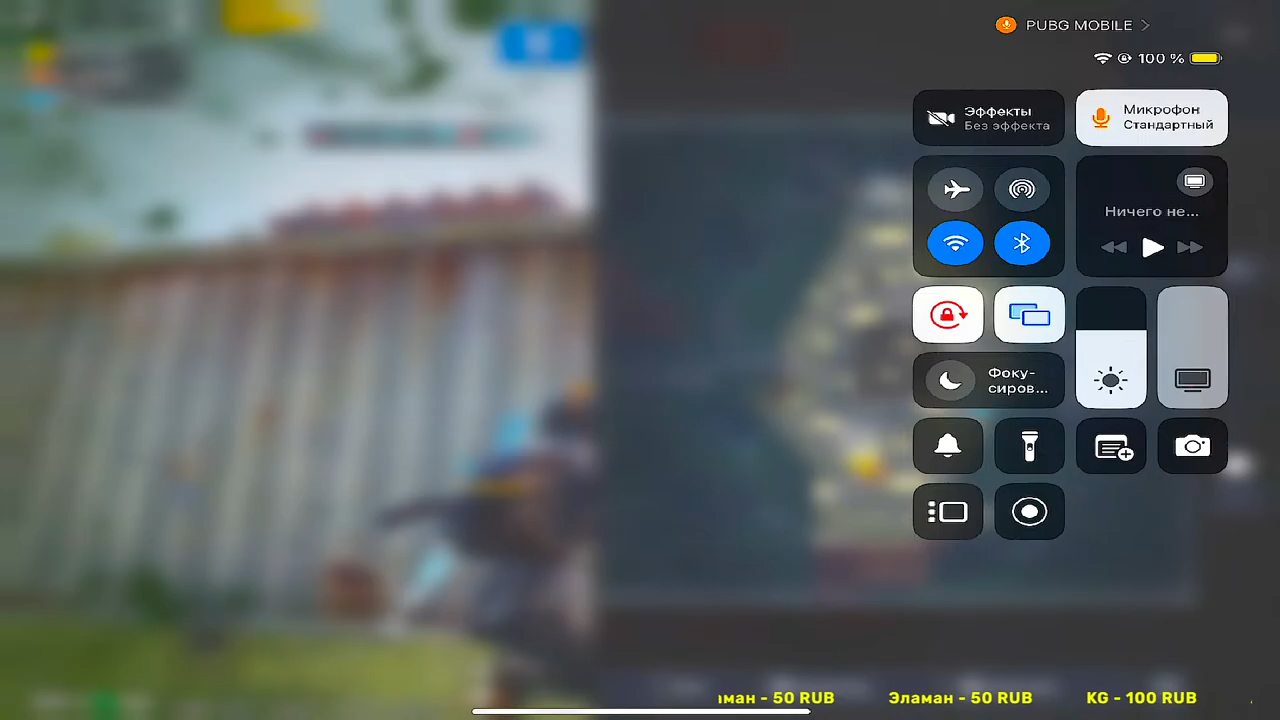 PUBG MOBILE
100 %
Эффекты
Без эффекта
Микрофон
Стандартный
Ничего не...
Фоку-
сиров...
- 50 RUB
Эламан - 50 RUB
KG - 100 RUB